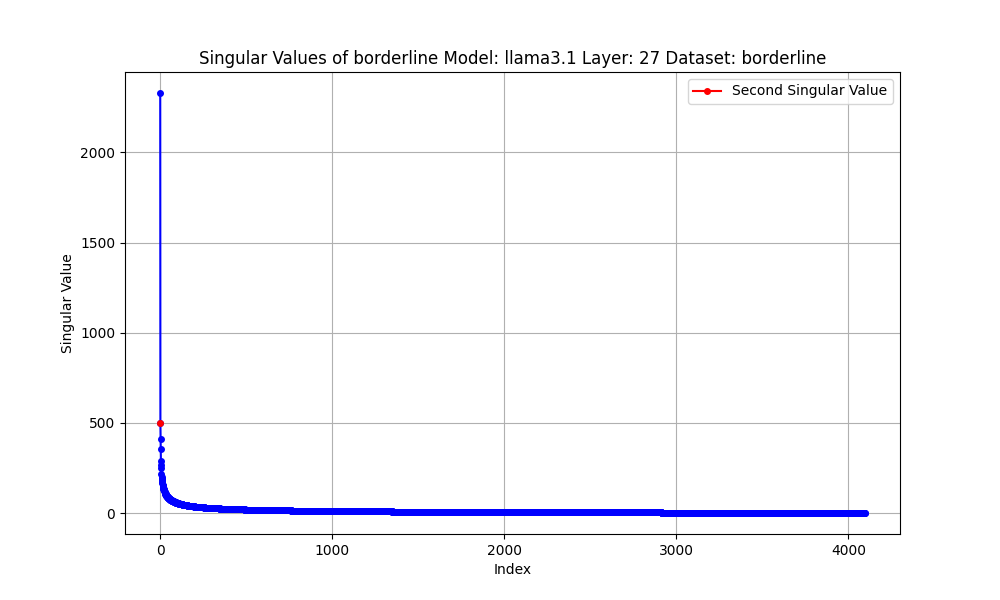 Singular Values of borderline Model: llama3.1 Layer: 27 Dataset: borderline
Second Singular Value
2000
1500
1000
500
0
Singular Value
0 1000 2000 3000 4000
Index